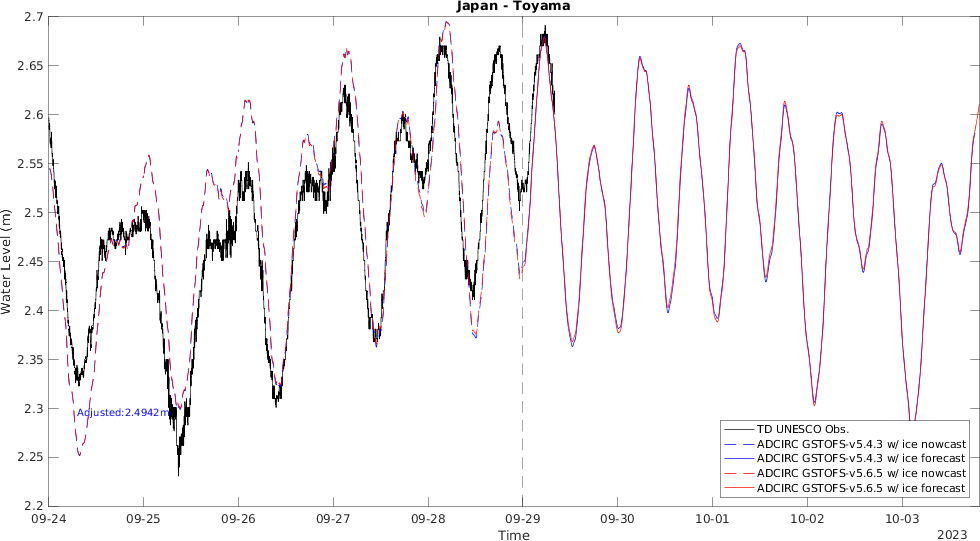 Japan - Toyama
Water Level (m)
2.7
2.65
2.6
2.55
2.5
2.45
2.4
2.35
2.3
2.25
2.2
Adjusted:2.4942m
TD UNESCO Obs.
ADCIRC GSTOFS-v5.4.3 w/ ice nowcast
ADCIRC GSTOFS-v5.4.3 w/ ice forecast
ADCIRC GSTOFS-v5.6.5 w/ ice nowcast
ADCIRC GSTOFS-v5.6.5 w/ ice forecast
09-24 09-25 09-26 09-27 09-28 09-29 09-30 10-01 10-02 10-03
Time
2023